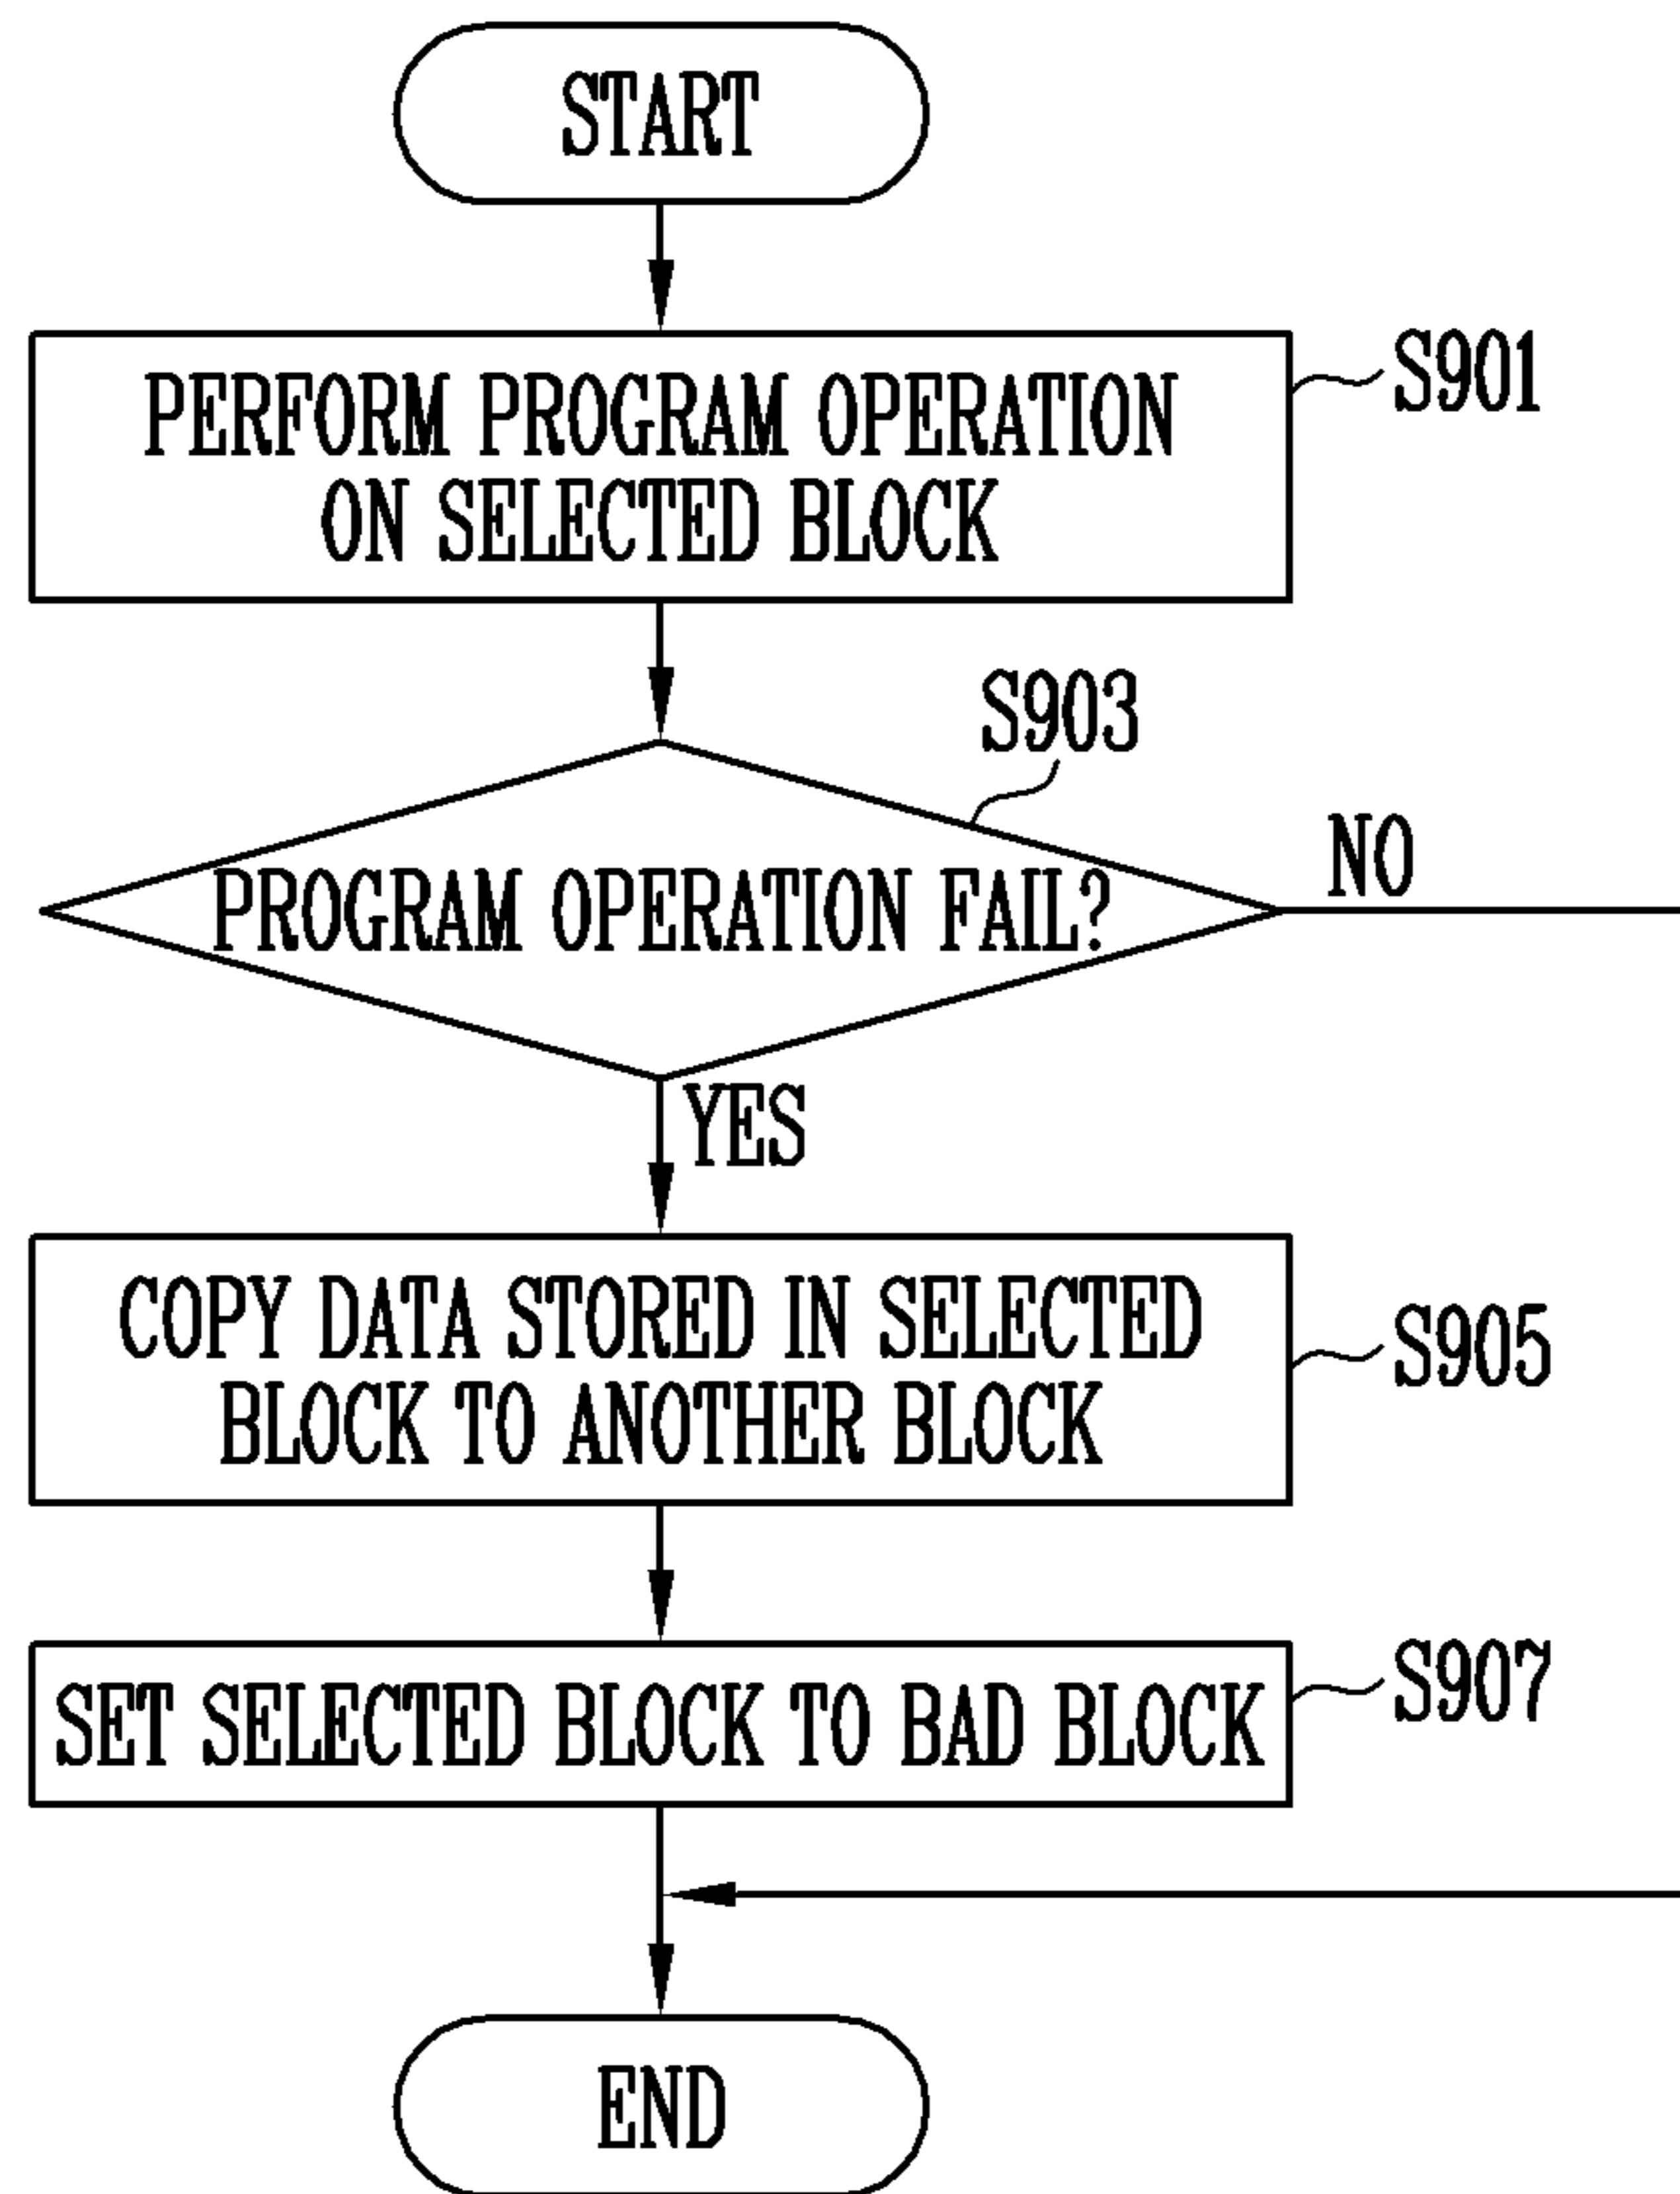 START
PERFORM PROGRAM OPERATION
ON SELECTED BLOCK
S901
S903
PROGRAM OPERATION FAIL?
NO
YES
COPY DATA STORED IN SELECTED
BLOCK TO ANOTHER BLOCK
S905
SET SELECTED BLOCK TO BAD BLOCK
S907
END